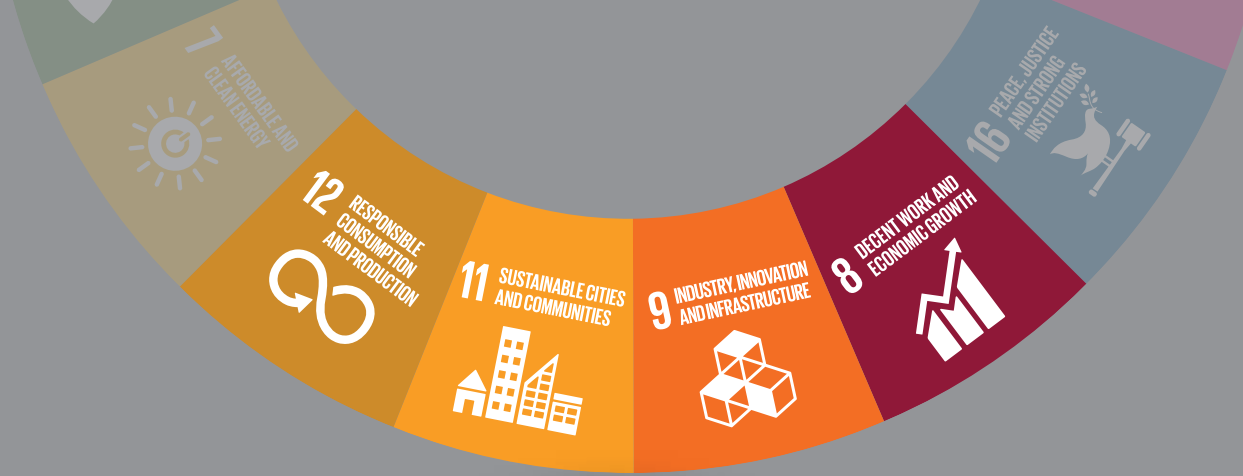 7 AFFORDABLE AND
CLEAN ENERGY
12 RESPONSIBLE
CONSUMPTION
AND PRODUCTION
11 SUSTAINABLE CITIES
AND COMMUNITIES
9 INDUSTRY, INNOVATION
AND INFRASTRUCTURE
8 DECENT WORK AND
ECONOMIC GROWTH
16 PEACE, JUSTICE
AND STRONG
INSTITUTIONS